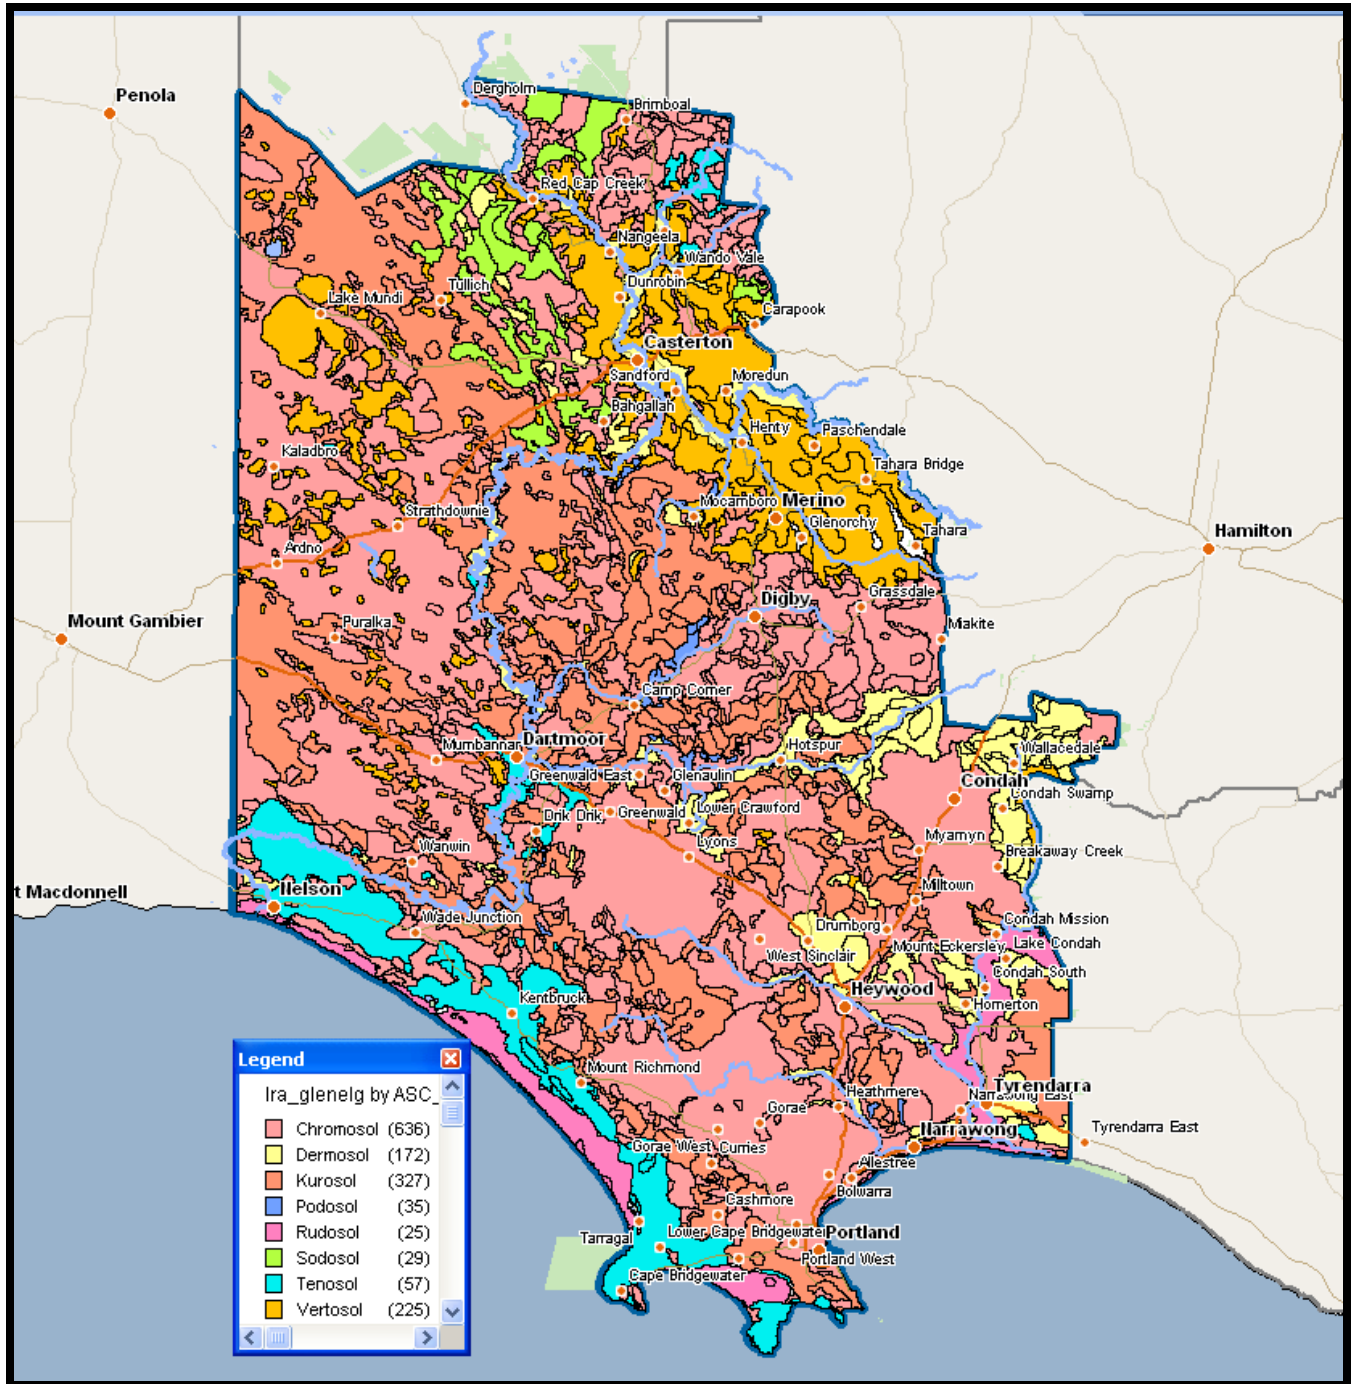 Dergholm
Penola
Brimboal
Red Cap Creek
Nangeela
Wando Vale
Dunrobin
Tullich
Lake Mundi
Carapook
Casterton
Sandford
Moredun
Bahgallah
Henty
Paschendale
Kaladbro
Tahara Bridge
Mocamboro
Merino
Strathdownie
Glenorchy
Tahara
Hamilton
Ardno
Digby
Grassdale
Mount Gambier
Puralka
Miakite
Camp Corner
Mumbannar
Dartmoor
Hotspur
Wallacedale
Greenwald East
Glenaulin
Condah
Condah Swamp
Drik Drik
Greenwald
Lower Crawford
Wanwin
Lyons
Myamyn
Breakaway Creek
t Macdonnell
Nelson
Milltown
Wade Junction
Drumborg
Condah Mission
West Sinclair
Mount Eckersley
Lake Condah
Condah South
Kentbruck
Heywood
Homerton
Mount Richmond
Heathmere
Tyrendarra
Narrawong East
Gorae
Narrawong
Tyrendarra East
Gorae West
Curries
Allestree
Bolwarra
Cashmore
Tarragal
Lower Cape Bridgewater
Portland
Portland West
Cape Bridgewater
Legend
lra_glenelg by ASC_
Chromosol (636)
Dermosol (172)
Kurosol (327)
Podosol (35)
Rudosol (25)
Sodosol (29)
Tenosol (57)
Vertosol (225)